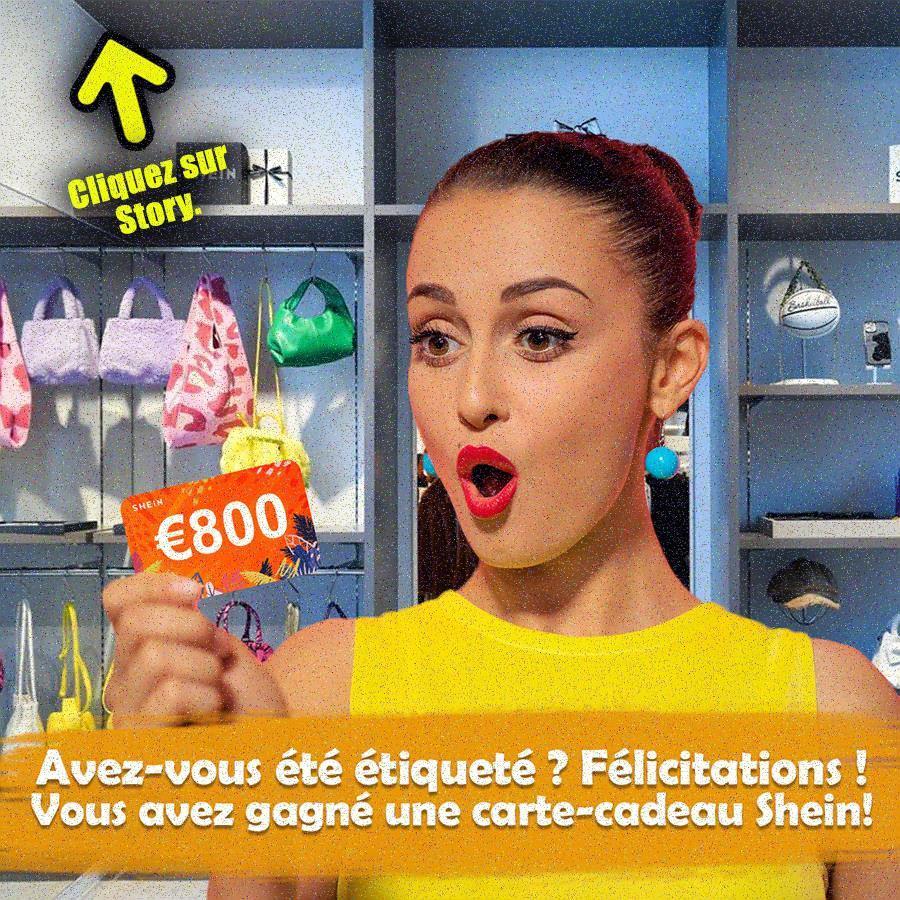 Cliquez sur
Story.
SHEIN
€800
Basketball
Avez-vous été étiqueté ? Félicitations !
Vous avez gagné une carte-cadeau Shein!